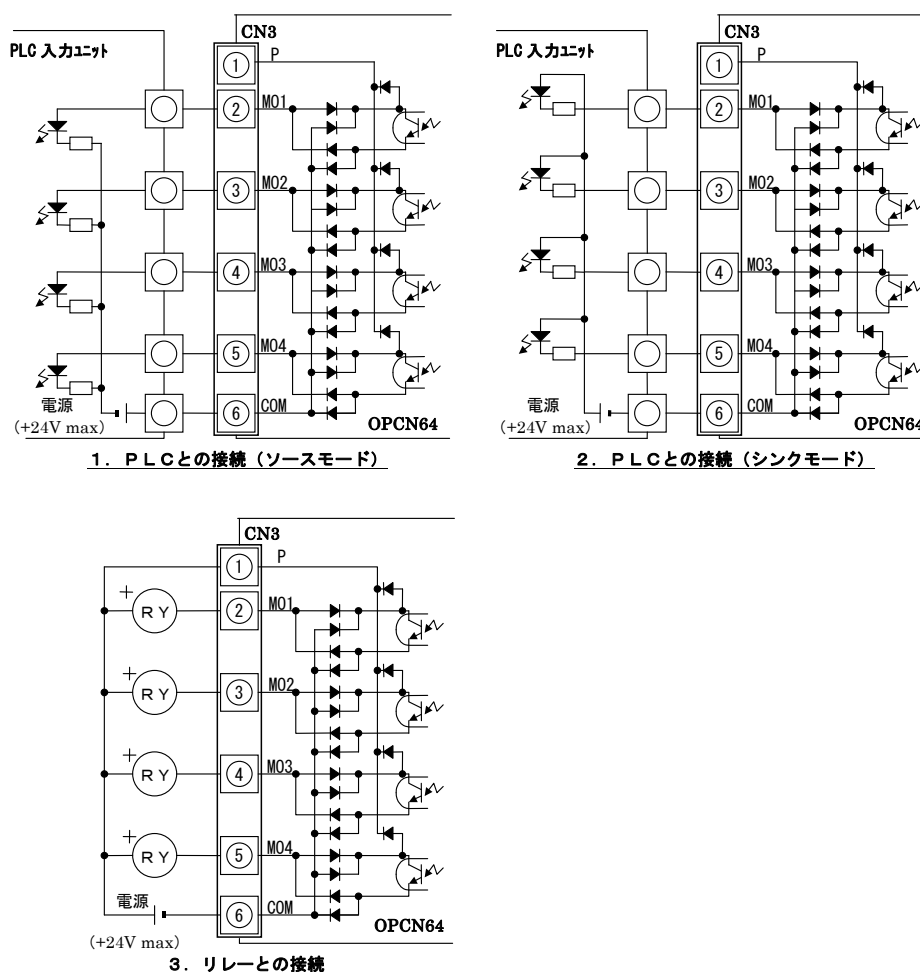 CN3
P
PLC 入力ユニット
①
② MO1
③ MO2
④ MO3
⑤ MO4
電源
(+24V max)
⑥ COM
OPCN64
1. PLCとの接続(ソースモード)
CN3
P
PLC 入力ユニット
①
② MO1
③ MO2
④ MO3
⑤ MO4
電源
(+24V max)
⑥ COM
OPCN64
2. PLCとの接続(シンクモード)
CN3
① P
+
RY ② MO1
+
RY ③ MO2
+
RY ④ MO3
+
RY ⑤ MO4
電源
⑥ COM
OPCN64
(+24V max)
3. リレーとの接続